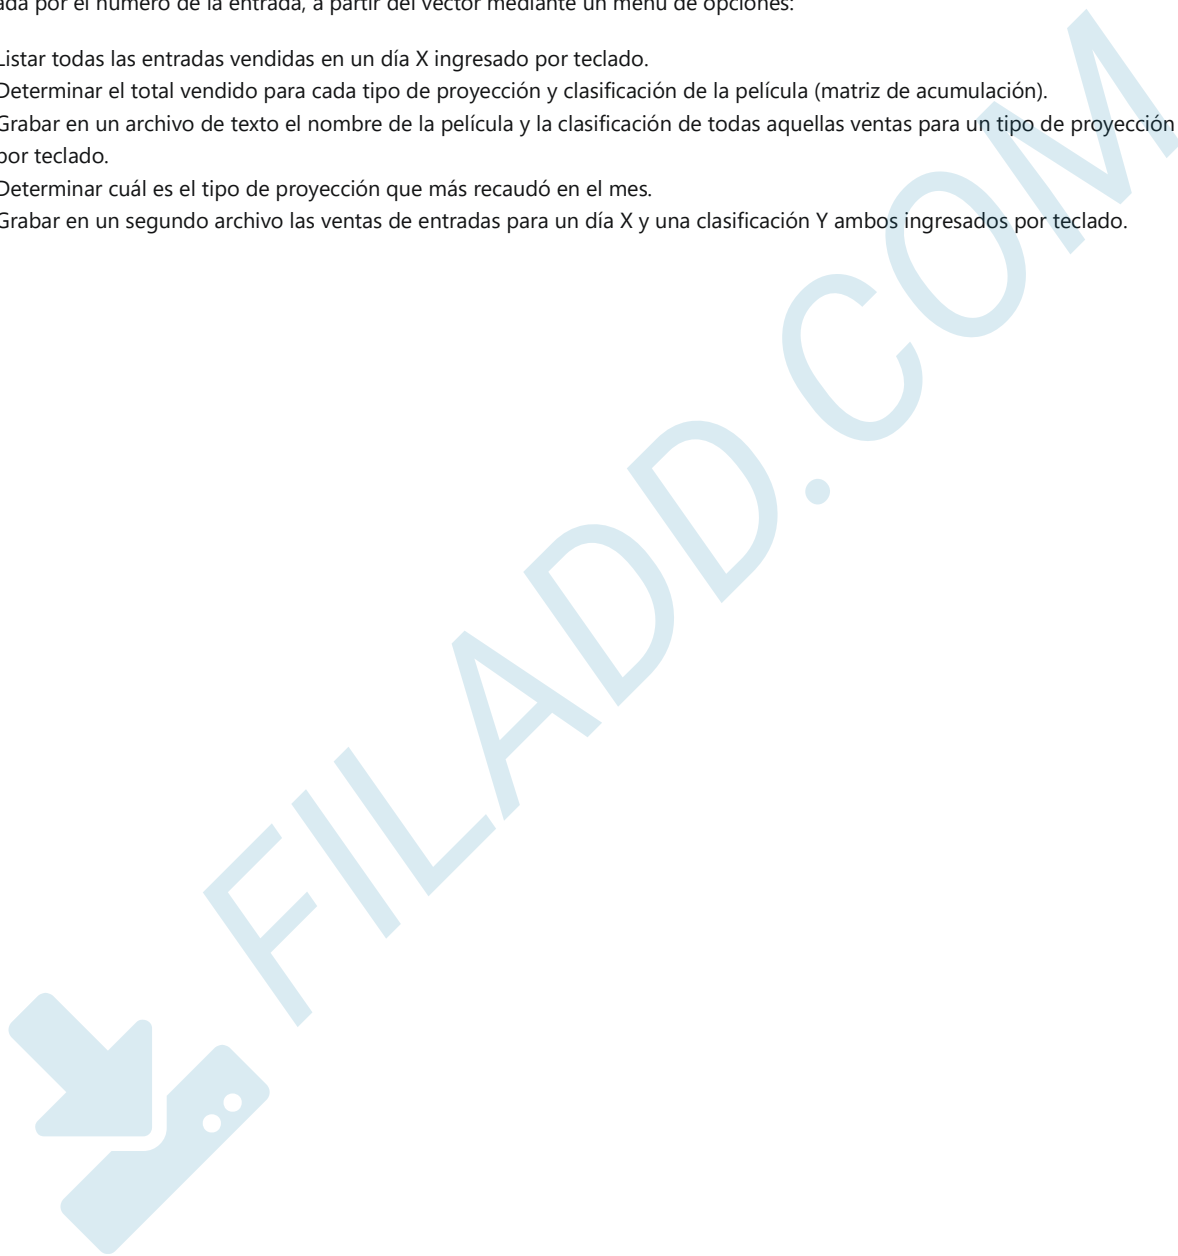 ada por el número de la entrada, a partir del vector mediante un menú de opciones:
Listar todas las entradas vendidas en un día X ingresado por teclado.
Determinar el total vendido para cada tipo de proyección y clasificación de la película (matriz de acumulación).
Grabar en un archivo de texto el nombre de la película y la clasificación de todas aquellas ventas para un tipo de proyección
por teclado.
Determinar cuál es el tipo de proyección que más recaudó en el mes.
Grabar en un segundo archivo las ventas de entradas para un día X y una clasificación Y ambos ingresados por teclado.
FILADD.COM